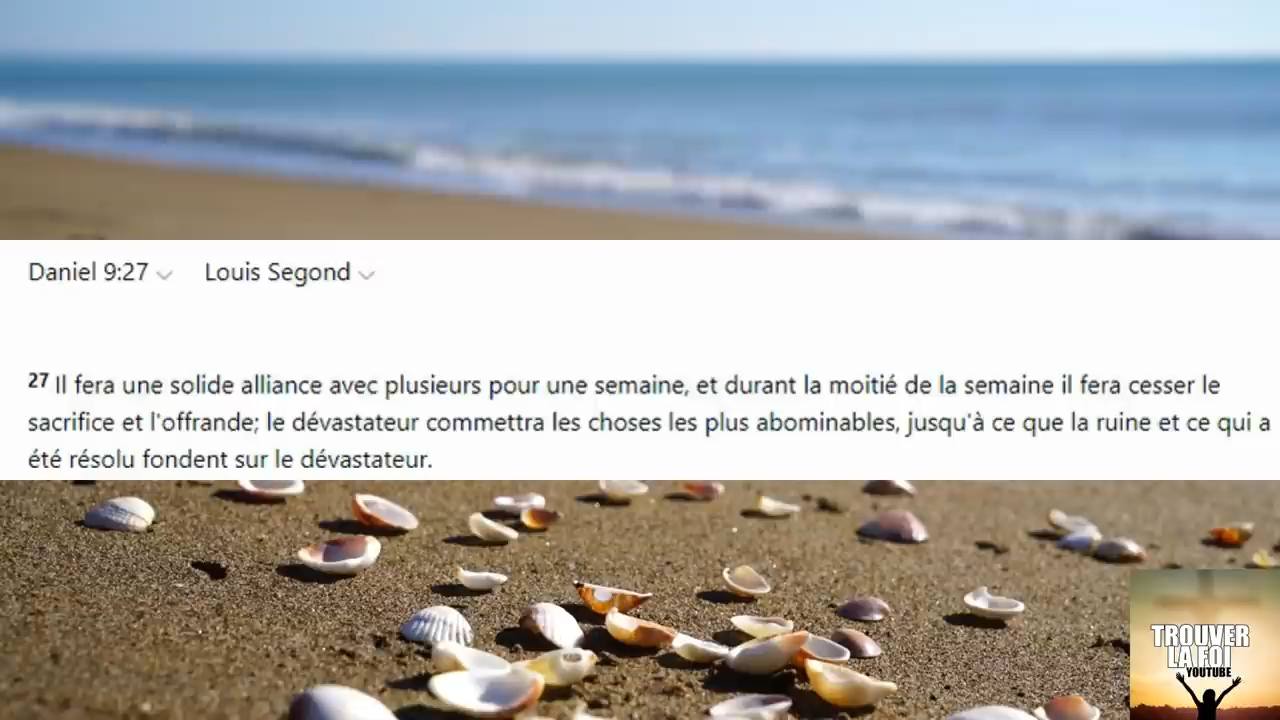 Daniel 9:27 Louis Segond
27 Il fera une solide alliance avec plusieurs pour une semaine, et durant la moitié de la semaine il fera cesser le
sacrifice et l'offrande; le dévastateur commettra les choses les plus abominables, jusqu'à ce que la ruine et ce qui a
été résolu fondent sur le dévastateur.
TROUVER
LA FOI
YOUTUBE